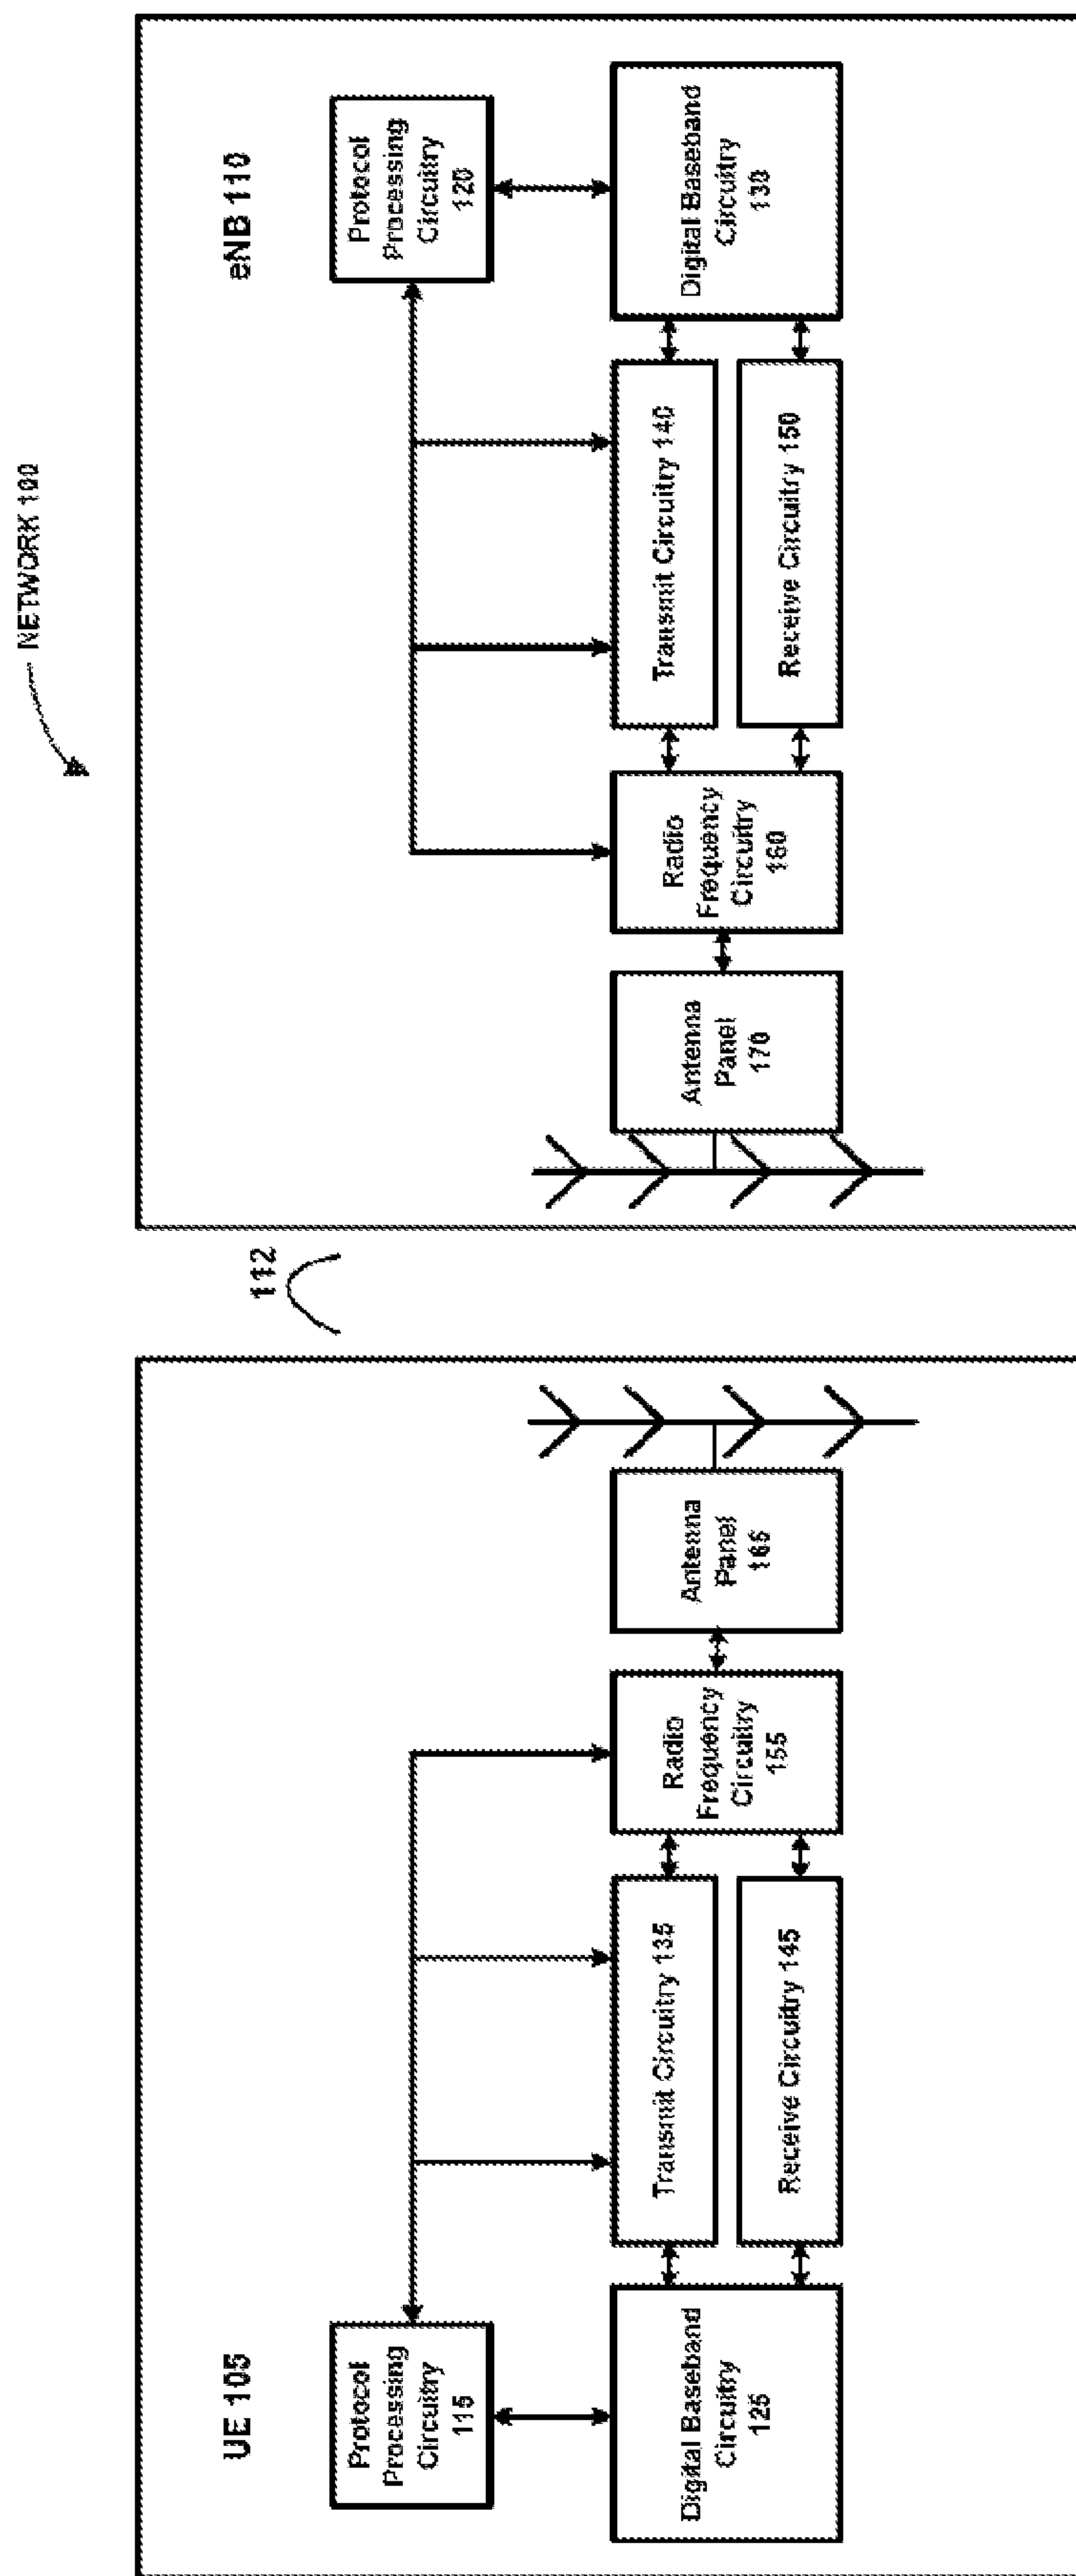 NETWORK 100
UE 105
Protocol
Processing
Circuitry
115
Digital Baseband
Circuitry
125
Transmit Circuitry 135
Receive Circuitry 145
Radio
Frequency
Circuitry
155
Antenna
Panel
165
112
eNB 110
Antenna
Panel
170
Radio
Frequency
Circuitry
160
Transmit Circuitry 140
Receive Circuitry 150
Protocol
Processing
Circuitry
120
Digital Baseband
Circuitry
130